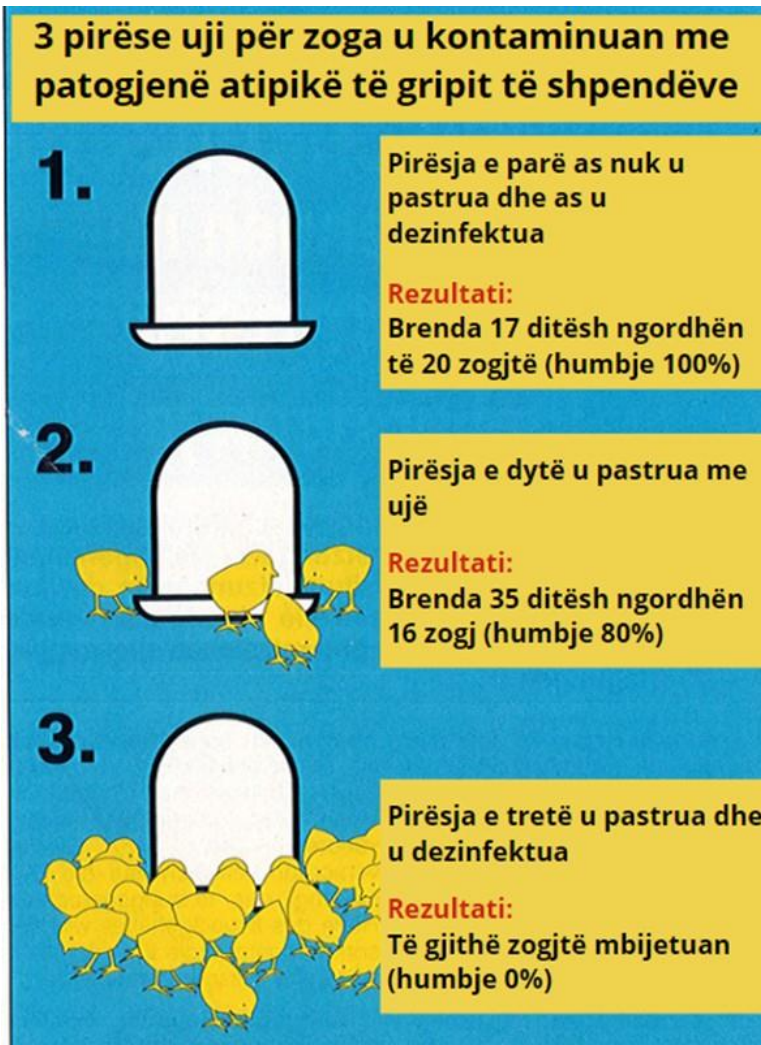 3 pirëse uji për zoga u kontaminuan me
patogjenë atipikë të gripit të shpendëve
1.
Pirësja e parë as nuk u
pastrua dhe as u
dezinfektua
Rezultati:
Brenda 17 ditësh ngordhën
të 20 zogjtë (humbje 100%)
2.
Pirësja e dytë u pastrua me
ujë
Rezultati:
Brenda 35 ditësh ngordhën
16 zogj (humbje 80%)
3.
Pirësja e tretë u pastrua dhe
u dezinfektua
Rezultati:
Të gjithë zogjtë mbijetuan
(humbje 0%)